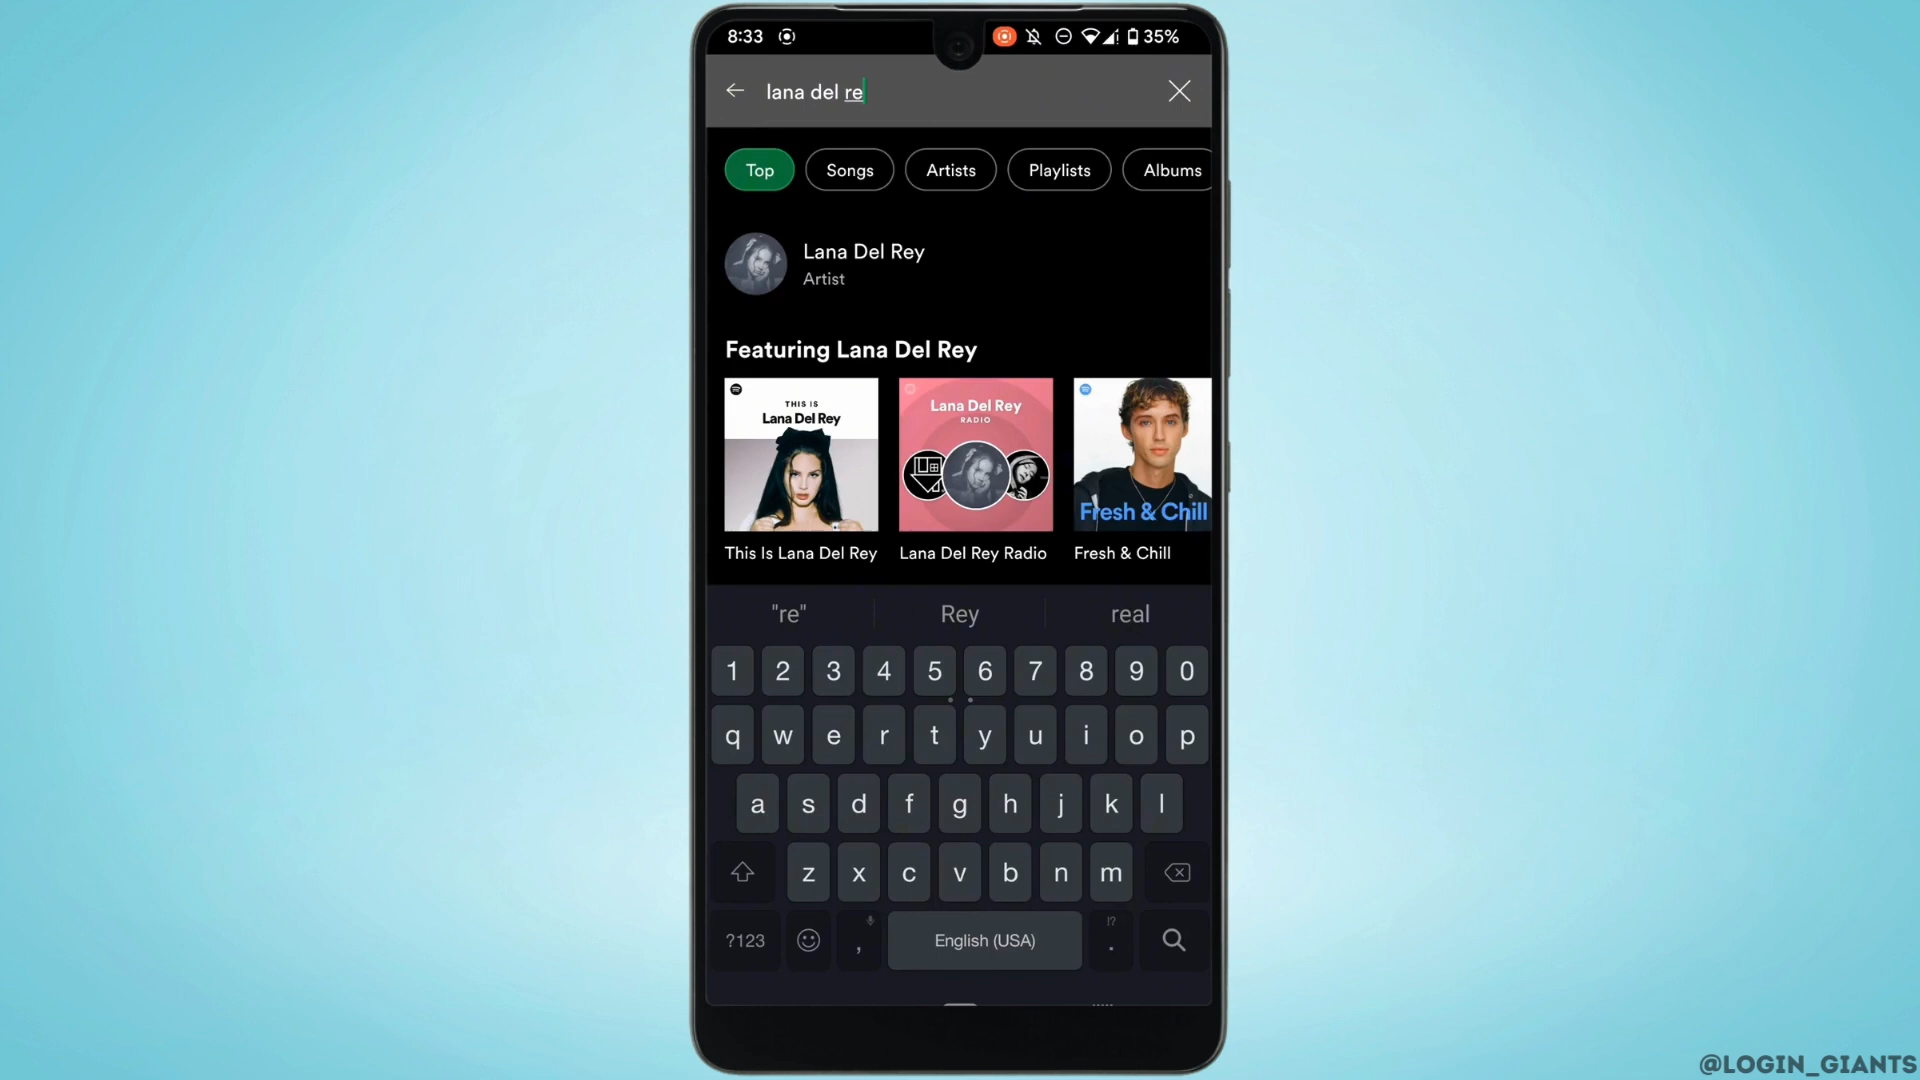 8:33 35%
lana del re
Top Songs Artists Playlists Albums
Lana Del Rey
Artist
Featuring Lana Del Rey
THIS IS
Lana Del Rey
Lana Del Rey
RADIO
Fresh & Chill
This Is Lana Del Rey Lana Del Rey Radio Fresh & Chill
"re" Rey real
1 2 3 4 5 6 7 8 9 0
q w e r t y u i o p
a s d f g h j k l
z x c v b n m
!?
?123 , English (USA) .
@LOGIN_GIANTS